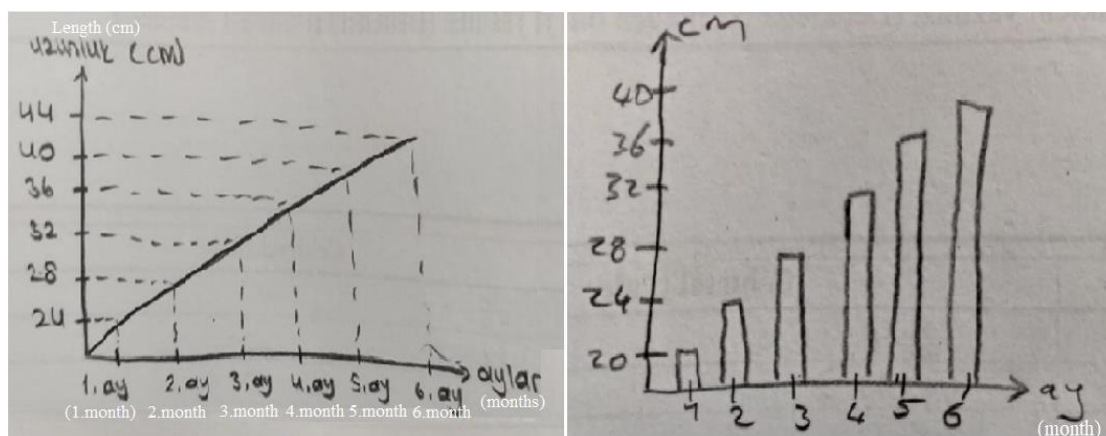 Length (cm)
uzunluk (cm)
44
40
36
32
28
24
1.ay 2.ay 3.ay 4.ay 5.ay 6.ay aylar
(1.month) 2.month 3.month 4.month 5.month 6.month (months)
cm
40
36
32
28
24
20
1 2 3 4 5 6 ay
(month)